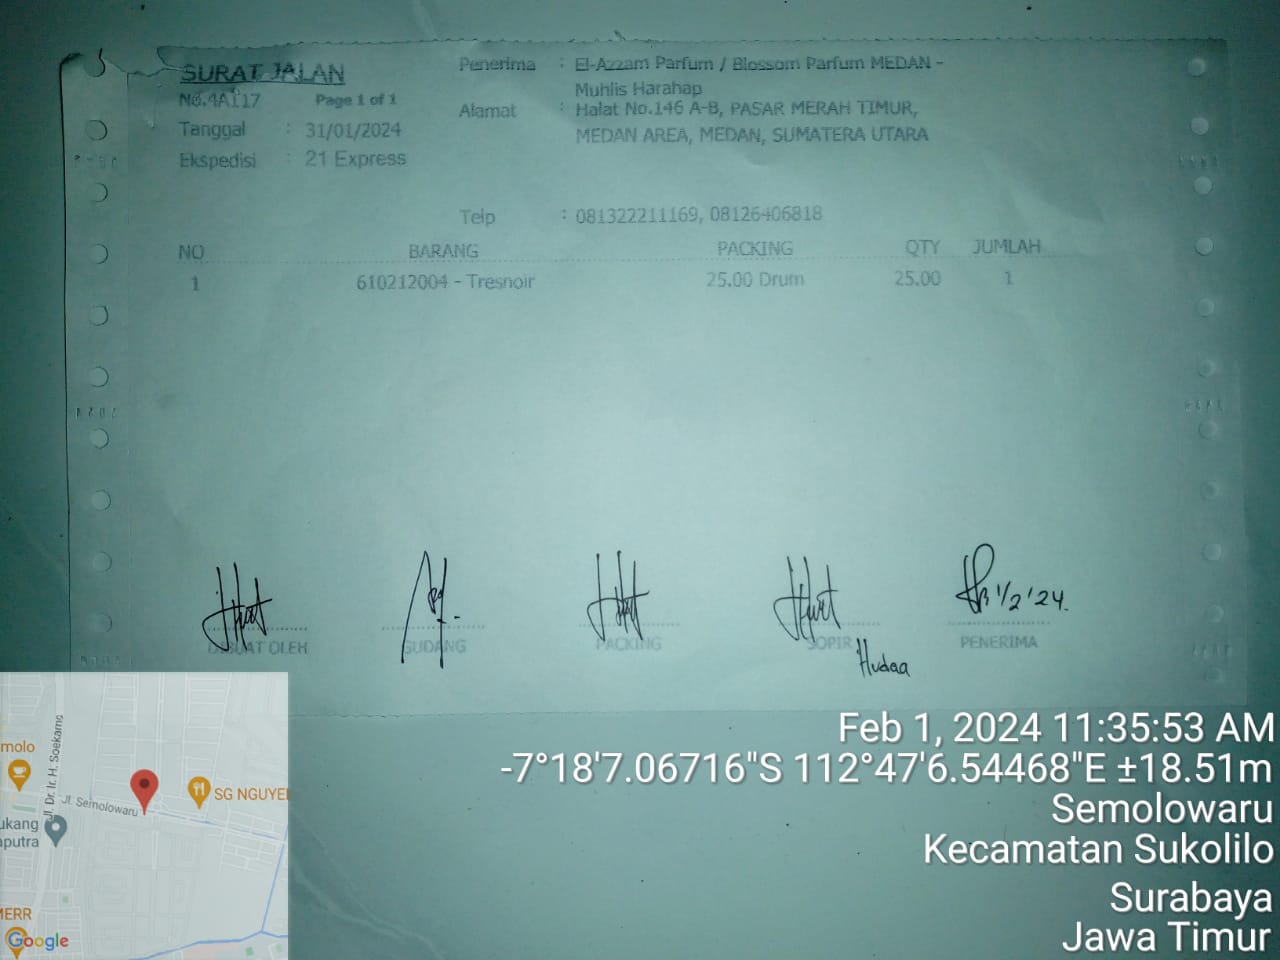 SURAT JALAN
No.4A117 Page 1 of 1
Tanggal : 31/01/2024
Ekspedisi : 21 Express
Penerima : El-Azzam Parfum / Blossom Parfum MEDAN -
Muhlis Harahap
Alamat : Halat No.146 A-B, PASAR MERAH TIMUR,
MEDAN AREA, MEDAN, SUMATERA UTARA
Telp : 081322211169, 08126406818
NO BARANG PACKING QTY JUMLAH
1 610212004 - Tresnoir 25.00 Drum 25.00 1
1/2 '24.
DIBUAT OLEH GUDANG PACKING SOPIR PENERIMA
Hudaa
Feb 1, 2024 11:35:53 AM
-7°18'7.06716"S 112°47'6.54468"E ±18.51m
Semolowaru
Kecamatan Sukolilo
Surabaya
Jawa Timur
molo
Jl. Dr. Ir. H. Soekarno
Jl. Semolowaru
SG NGUYEN
ukang
aputra
MERR
Google